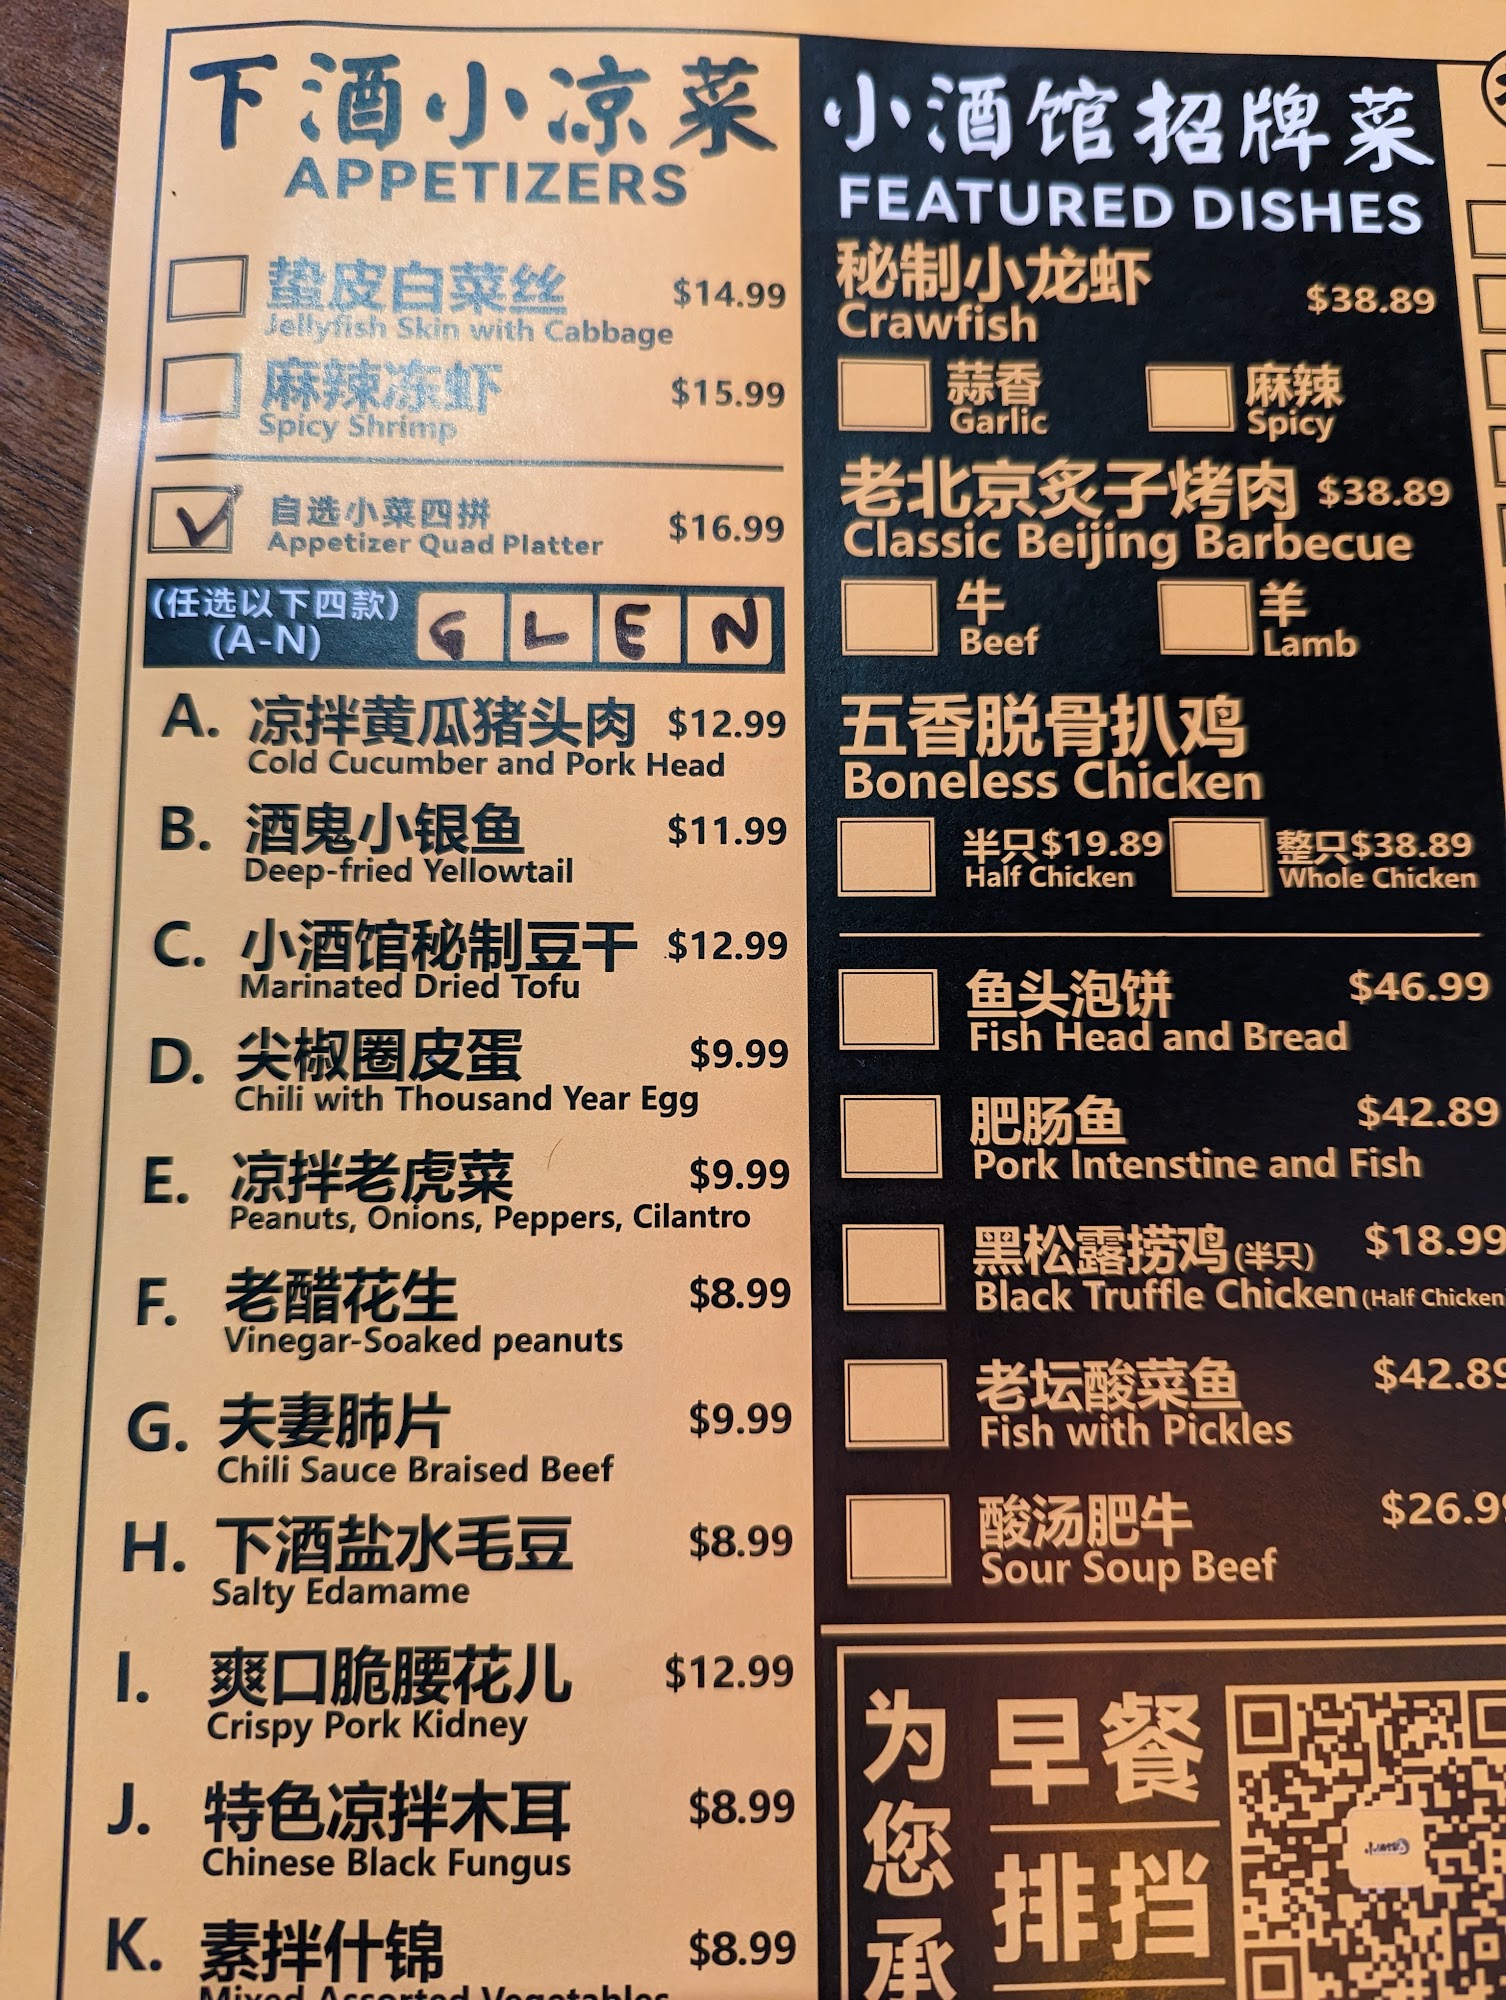 下酒小凉菜
APPETIZERS
蛰皮白菜丝 $14.99
Jellyfish Skin with Cabbage
麻辣冻虾 $15.99
Spicy Shrimp
自选小菜四拼 $16.99
Appetizer Quad Platter
(任选以下四款)
(A-N)
G L E N
A. 凉拌黄瓜猪头肉 $12.99
Cold Cucumber and Pork Head
B. 酒鬼小银鱼 $11.99
Deep-fried Yellowtail
C. 小酒馆秘制豆干 $12.99
Marinated Dried Tofu
D. 尖椒圈皮蛋 $9.99
Chili with Thousand Year Egg
E. 凉拌老虎菜 $9.99
Peanuts, Onions, Peppers, Cilantro
F. 老醋花生 $8.99
Vinegar-Soaked peanuts
G. 夫妻肺片 $9.99
Chili Sauce Braised Beef
H. 下酒盐水毛豆 $8.99
Salty Edamame
I. 爽口脆腰花儿 $12.99
Crispy Pork Kidney
J. 特色凉拌木耳 $8.99
Chinese Black Fungus
K. 素拌什锦 $8.99
Mixed Assorted Vegetables
小酒馆招牌菜
FEATURED DISHES
秘制小龙虾 $38.89
Crawfish
蒜香 麻辣
Garlic Spicy
老北京炙子烤肉 $38.89
Classic Beijing Barbecue
牛 羊
Beef Lamb
五香脱骨扒鸡
Boneless Chicken
半只$19.89 整只$38.89
Half Chicken Whole Chicken
鱼头泡饼 $46.99
Fish Head and Bread
肥肠鱼 $42.89
Pork Intenstine and Fish
黑松露捞鸡(半只) $18.99
Black Truffle Chicken (Half Chicken
老坛酸菜鱼 $42.89
Fish with Pickles
酸汤肥牛 $26.99
Sour Soup Beef
为您承
早餐
排挡